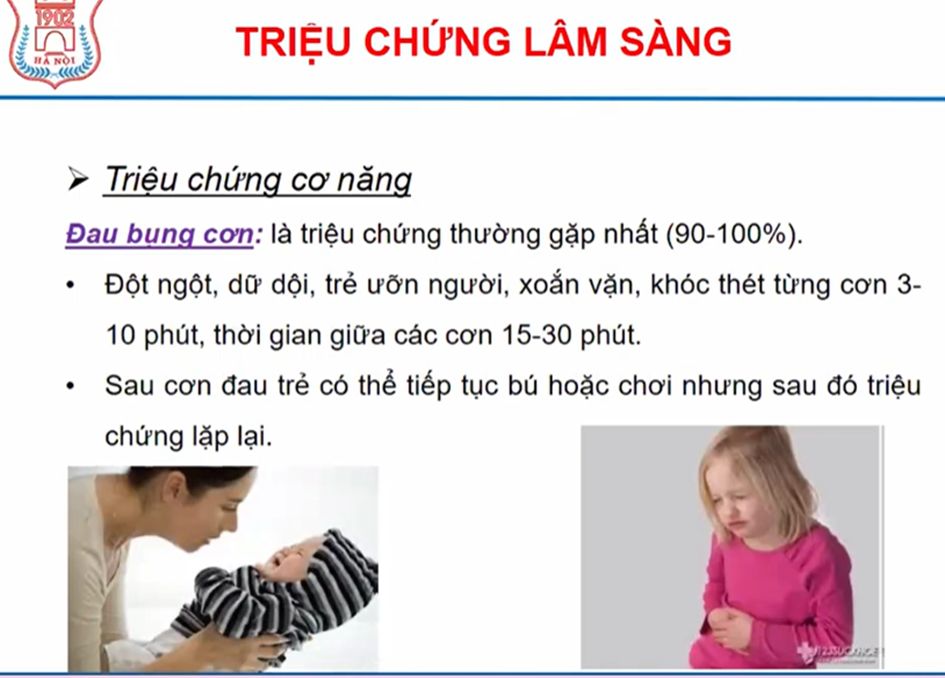 1902
HÀ NỘI
TRIỆU CHỨNG LÂM SÀNG
➢ Triệu chứng cơ năng
Đau bụng cơn: là triệu chứng thường gặp nhất (90-100%).
• Đột ngột, dữ dội, trẻ ưỡn người, xoắn vặn, khóc thét từng cơn 3-
10 phút, thời gian giữa các cơn 15-30 phút.
• Sau cơn đau trẻ có thể tiếp tục bú hoặc chơi nhưng sau đó triệu
chứng lặp lại.
123SUCKHOE